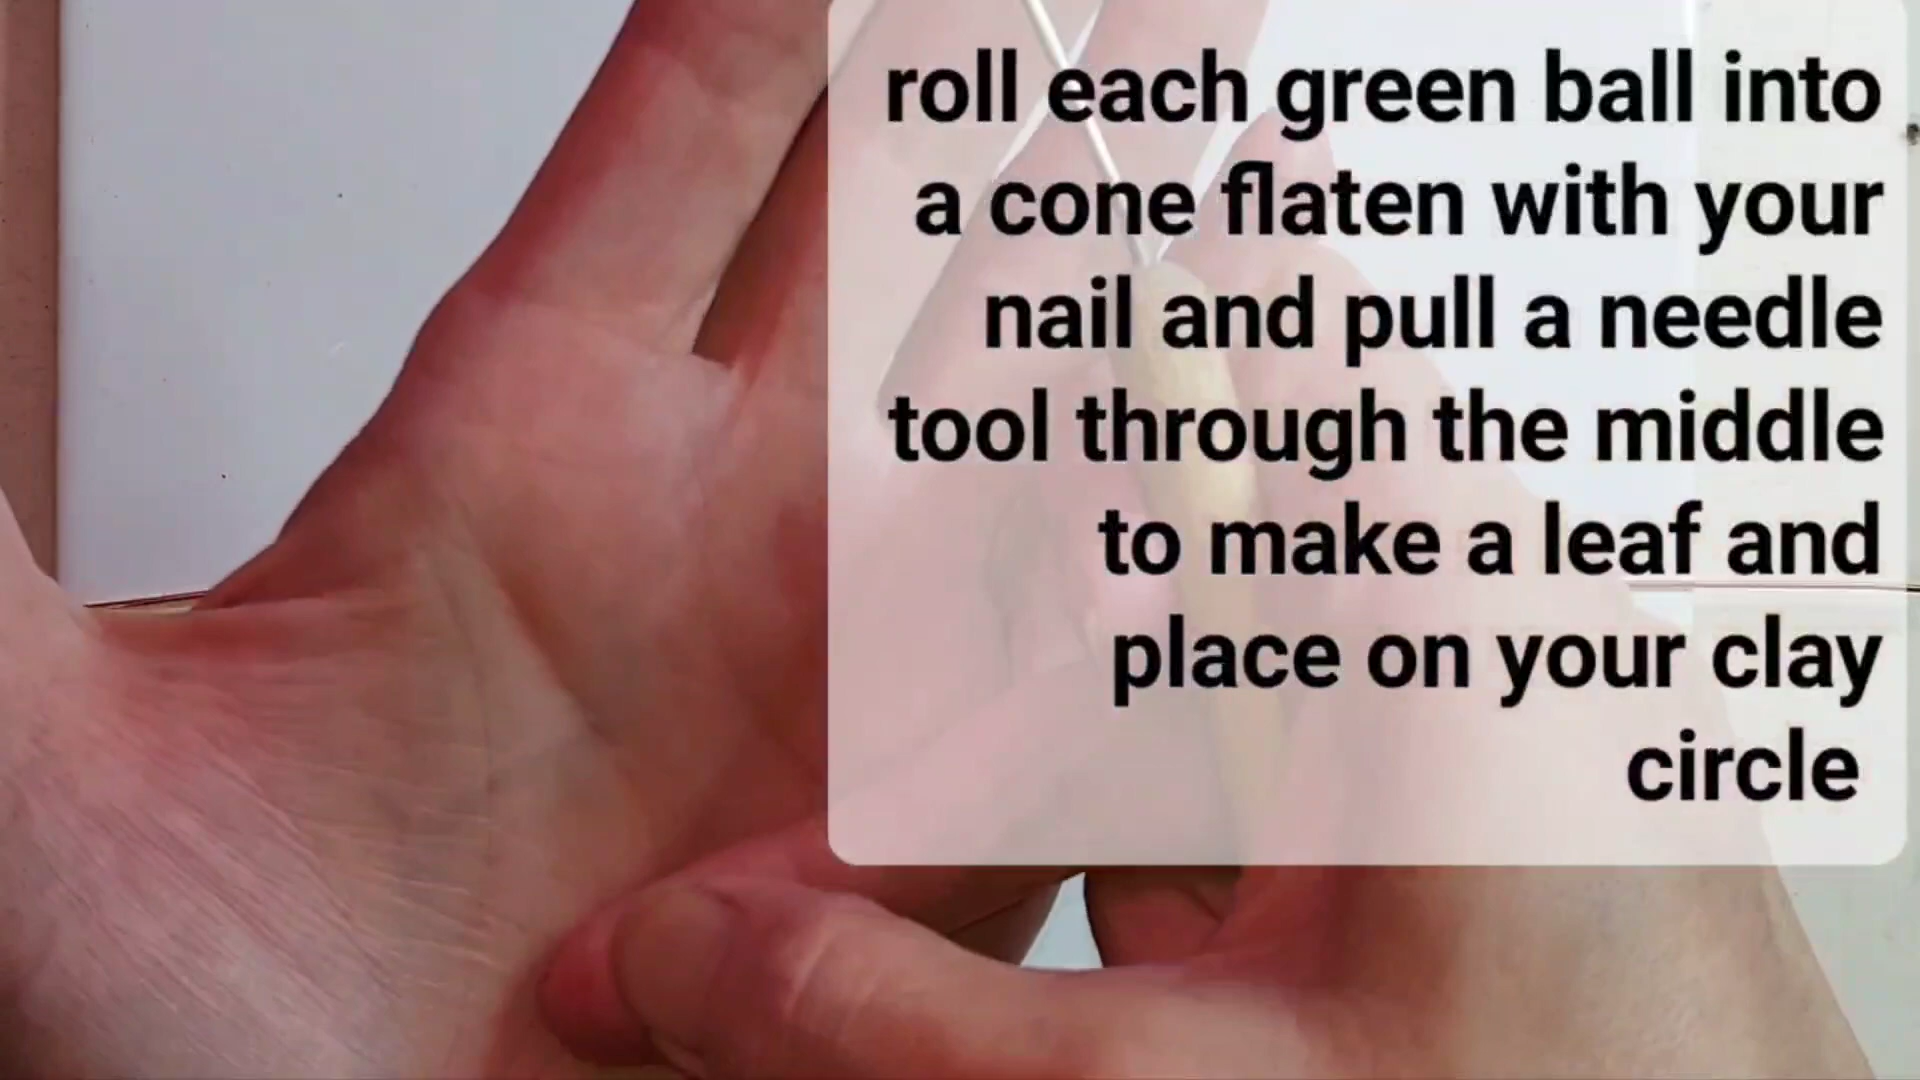 roll each green ball into
a cone flaten with your
nail and pull a needle
tool through the middle
to make a leaf and
place on your clay
circle